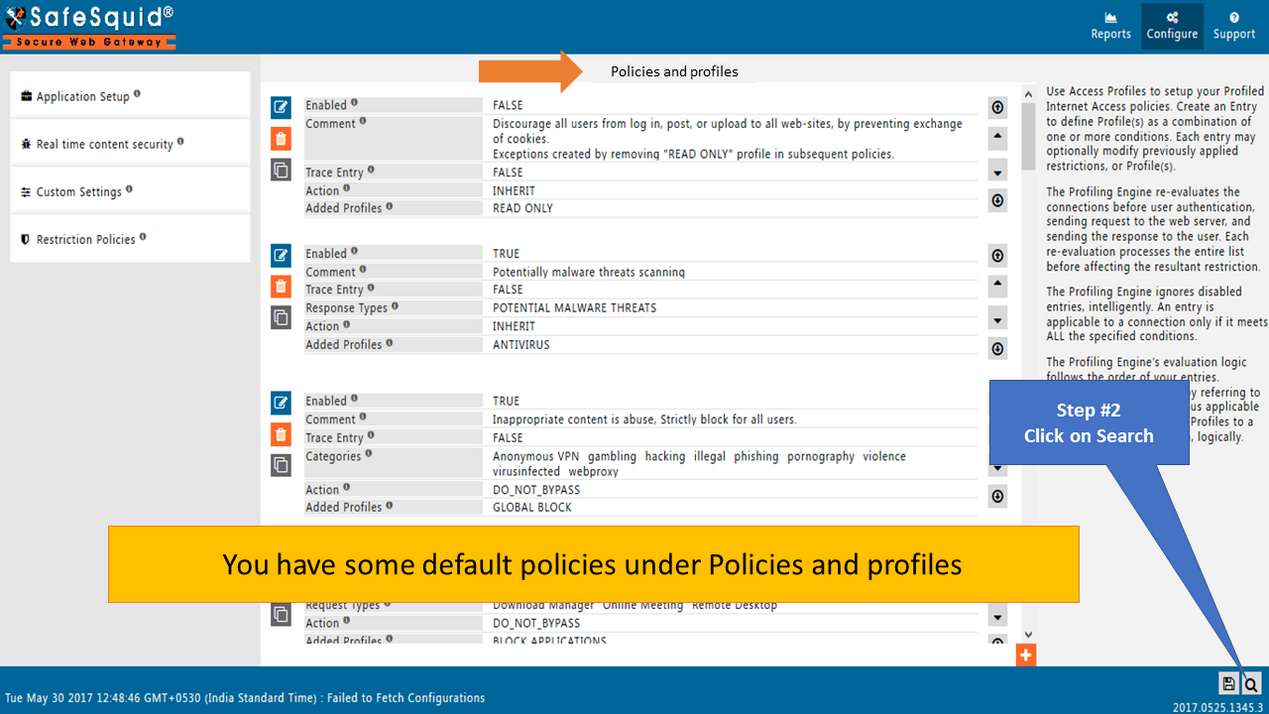 SafeSquid®
Secure Web Gateway
Reports
Configure
Support
Application Setup
Real time content security
Custom Settings
Restriction Policies
Policies and profiles
Enabled FALSE
Comment Discourage all users from log in, post, or upload to all web-sites, by preventing exchange
of cookies.
Exceptions created by removing "READ ONLY" profile in subsequent policies.
Trace Entry FALSE
Action INHERIT
Added Profiles READ ONLY
Enabled TRUE
Comment Potentially malware threats scanning
Trace Entry FALSE
Response Types POTENTIAL MALWARE THREATS
Action INHERIT
Added Profiles ANTIVIRUS
Enabled TRUE
Comment Inappropriate content is abuse, Strictly block for all users.
Trace Entry FALSE
Categories Anonymous VPN gambling hacking illegal phishing pornography violence
virusinfected webproxy
Action DO_NOT_BYPASS
Added Profiles GLOBAL BLOCK
You have some default policies under Policies and profiles
Request Types Download Manager Online Meeting Remote Desktop
Action DO_NOT_BYPASS
Added Profiles BLOCK APPLICATIONS
Use Access Profiles to setup your Profiled
Internet Access policies. Create an Entry
to define Profile(s) as a combination of
one or more conditions. Each entry may
optionally modify previously applied
restrictions, or Profile(s).
The Profiling Engine re-evaluates the
connections before user authentication,
sending request to the web server, and
sending the response to the user. Each
re-evaluation processes the entire list
before affecting the resultant restriction.
The Profiling Engine ignores disabled
entries, intelligently. An entry is
applicable to a connection only if it meets
ALL the specified conditions.
The Profiling Engine's evaluation logic
follows the order of your entries.
by referring to
us applicable
Profiles to a
, logically.
Step #2
Click on Search
Tue May 30 2017 12:48:46 GMT+0530 (India Standard Time) : Failed to Fetch Configurations
2017.0525.1345.3